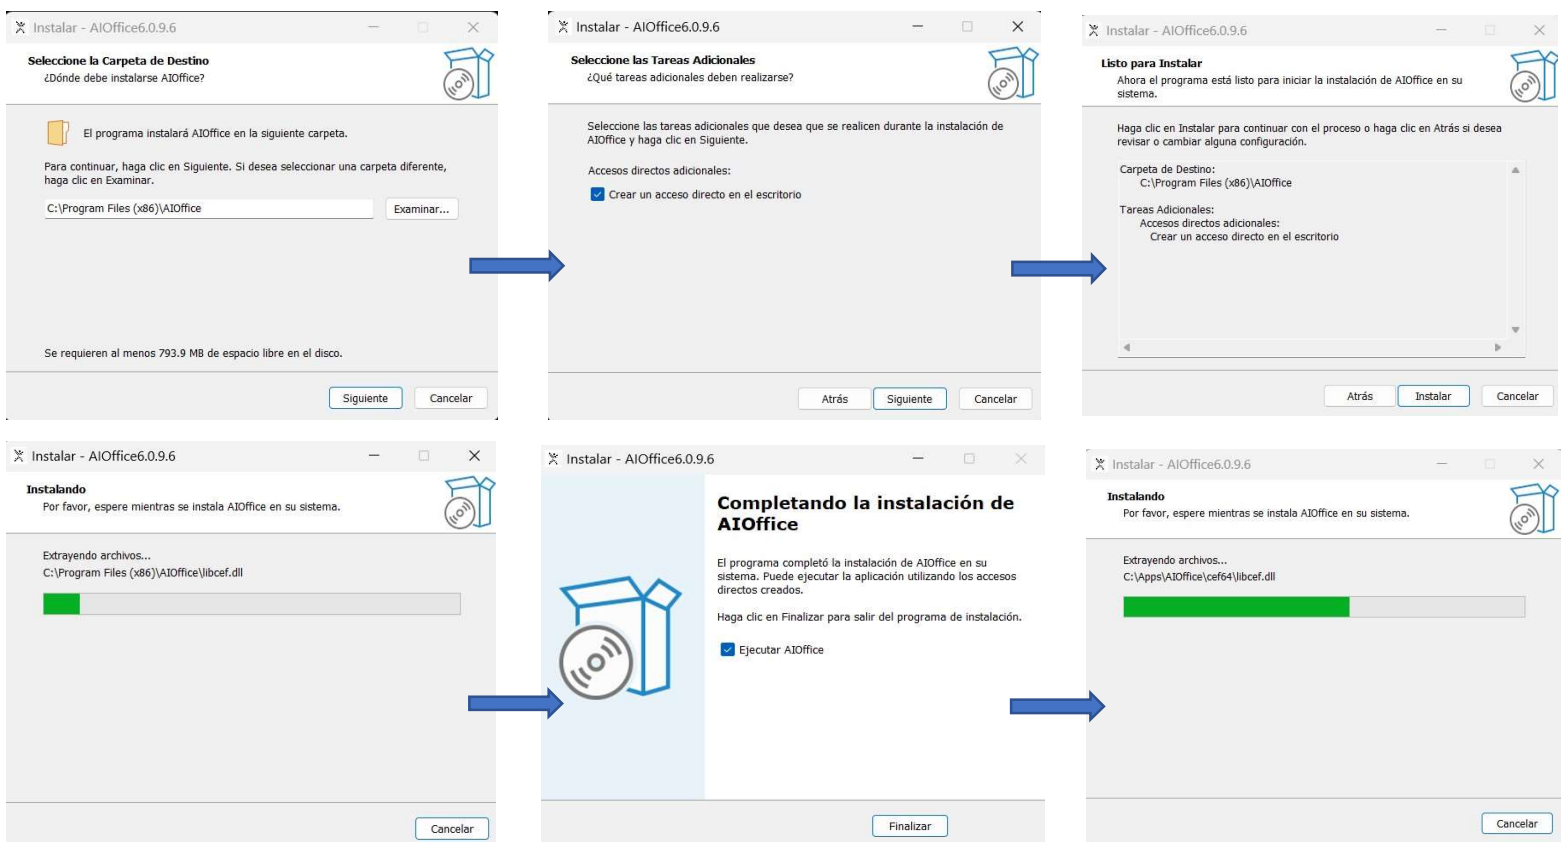 Instalar - AIOffice6.0.9.6
Seleccione la Carpeta de Destino
¿Dónde debe instalarse AIOffice?
El programa instalará AIOffice en la siguiente carpeta.
Para continuar, haga clic en Siguiente. Si desea seleccionar una carpeta diferente,
haga clic en Examinar.
C:\Program Files (x86)\AIOffice
Examinar...
Se requieren al menos 793.9 MB de espacio libre en el disco.
Siguiente
Cancelar
Instalar - AIOffice6.0.9.6
Seleccione las Tareas Adicionales
¿Qué tareas adicionales deben realizarse?
Seleccione las tareas adicionales que desea que se realicen durante la instalación de
AIOffice y haga clic en Siguiente.
Accesos directos adicionales:
Crear un acceso directo en el escritorio
Atrás
Siguiente
Cancelar
Instalar - AIOffice6.0.9.6
Listo para Instalar
Ahora el programa está listo para iniciar la instalación de AIOffice en su
sistema.
Haga clic en Instalar para continuar con el proceso o haga clic en Atrás si desea
revisar o cambiar alguna configuración.
Carpeta de Destino:
C:\Program Files (x86)\AIOffice
Tareas Adicionales:
Accesos directos adicionales:
Crear un acceso directo en el escritorio
Atrás
Instalar
Cancelar
Instalar - AIOffice6.0.9.6
Instalando
Por favor, espere mientras se instala AIOffice en su sistema.
Extrayendo archivos...
C:\Program Files (x86)\AIOffice\libcef.dll
Cancelar
Instalar - AIOffice6.0.9.6
Completando la instalación de
AIOffice
El programa completó la instalación de AIOffice en su
sistema. Puede ejecutar la aplicación utilizando los accesos
directos creados.
Haga clic en Finalizar para salir del programa de instalación.
Ejecutar AIOffice
Finalizar
Instalar - AIOffice6.0.9.6
Instalando
Por favor, espere mientras se instala AIOffice en su sistema.
Extrayendo archivos...
C:\Apps\AIOffice\cef64\libcef.dll
Cancelar